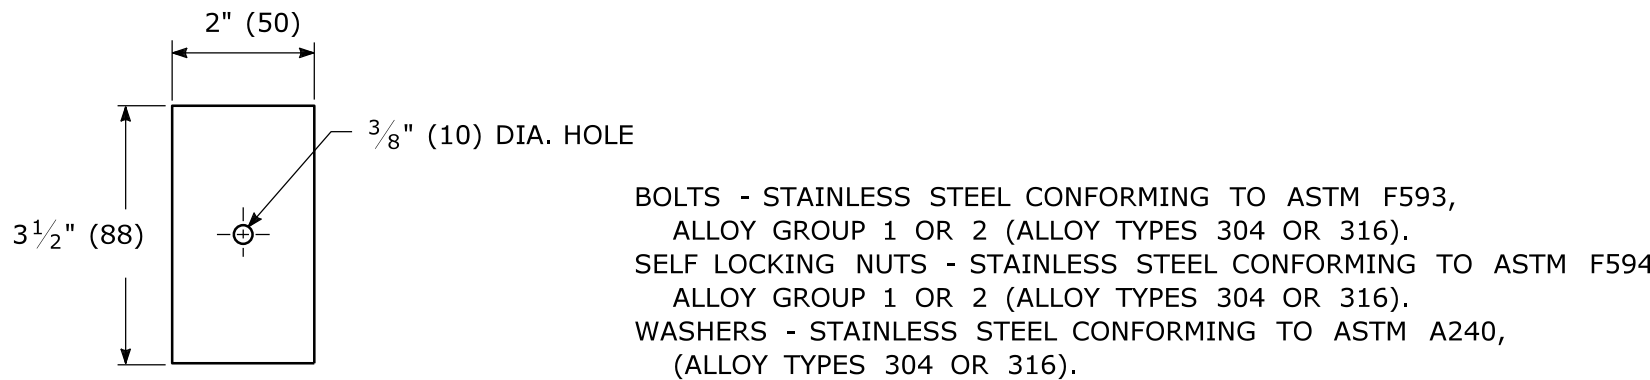 2" (50)
3/8" (10) DIA. HOLE
3 1/2" (88)
BOLTS - STAINLESS STEEL CONFORMING TO ASTM F593,
ALLOY GROUP 1 OR 2 (ALLOY TYPES 304 OR 316).
SELF LOCKING NUTS - STAINLESS STEEL CONFORMING TO ASTM F594
ALLOY GROUP 1 OR 2 (ALLOY TYPES 304 OR 316).
WASHERS - STAINLESS STEEL CONFORMING TO ASTM A240,
(ALLOY TYPES 304 OR 316).